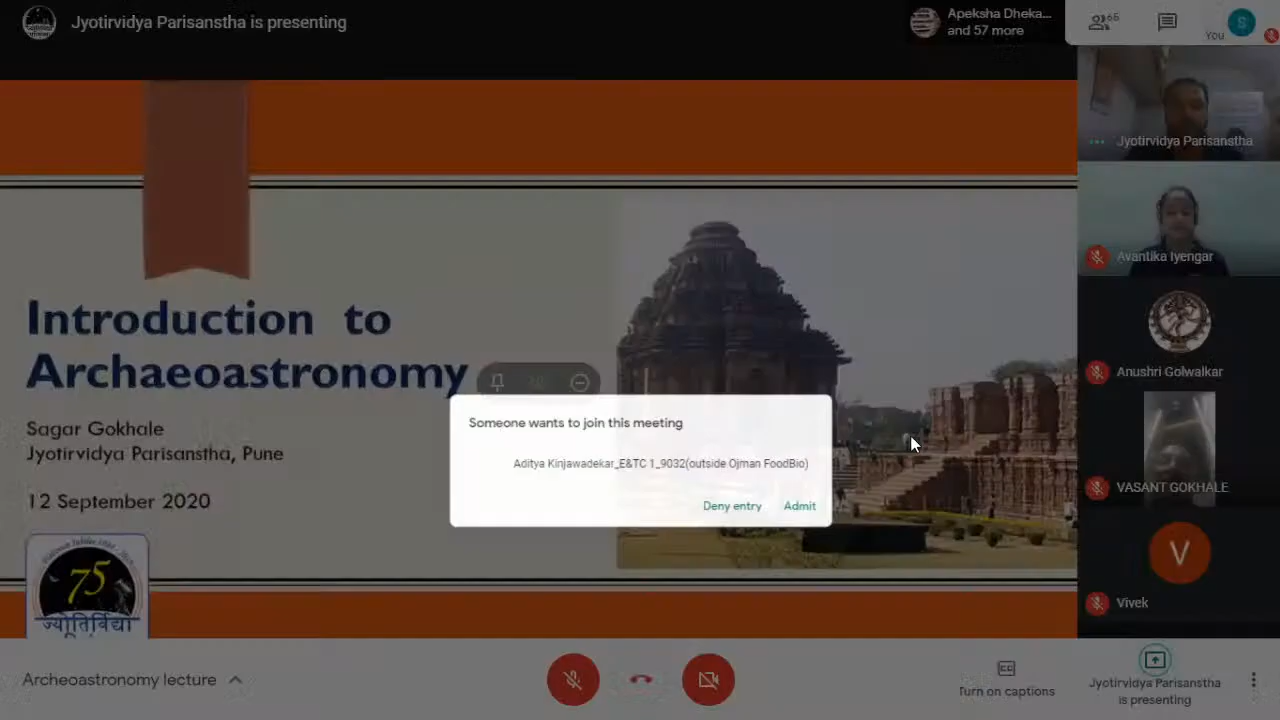 Jyotirvidya Parisanstha is presenting
Apeksha Dheka...
and 57 more
65
You
S
Jyotirvidya Parisanstha
Avantika Iyengar
Anushri Golwalkar
VASANT GOKHALE
V
Vivek
Introduction to
Archaeoastronomy
Sagar Gokhale
Jyotirvidya Parisanstha, Pune
12 September 2020
75
ज्योतिर्विद्या
Someone wants to join this meeting
Aditya Kinjawadekar_E&TC 1_9032(outside Ojman FoodBio)
Deny entry Admit
Archeoastronomy lecture
Turn on captions
Jyotirvidya Parisanstha
is presenting